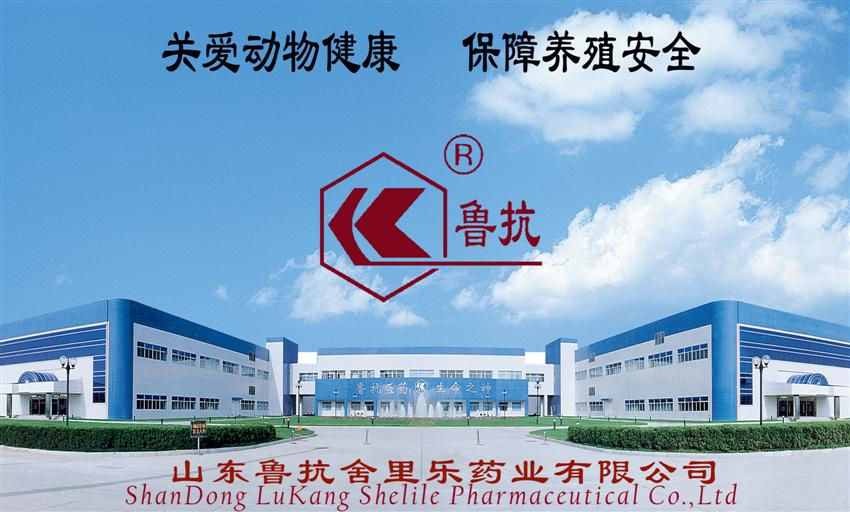 关爱动物健康 保障养殖安全
®
鲁抗
鲁抗医药 生命之神
山东鲁抗舍里乐药业有限公司
ShanDong LuKang Shelile Pharmaceutical Co.,Ltd